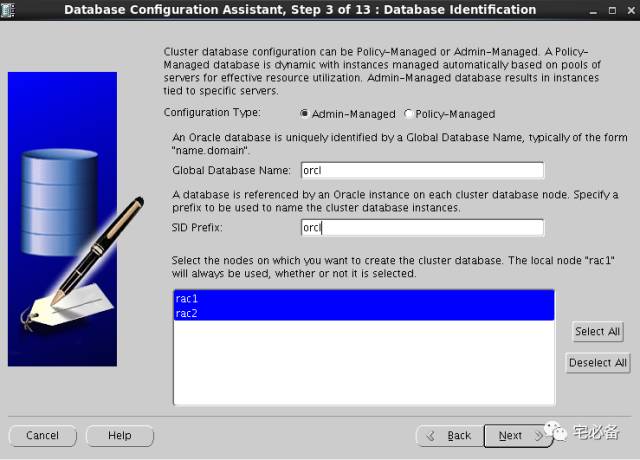 Database Configuration Assistant, Step 3 of 13 : Database Identification
Cluster database configuration can be Policy-Managed or Admin-Managed. A Policy-
Managed database is dynamic with instances managed automatically based on pools of
servers for effective resource utilization. Admin-Managed database results in instances
tied to specific servers.
Configuration Type: Admin-Managed Policy-Managed
An Oracle database is uniquely identified by a Global Database Name, typically of the form
"name.domain".
Global Database Name: orcl
A database is referenced by an Oracle instance on each cluster database node. Specify a
prefix to be used to name the cluster database instances.
SID Prefix: orcl
Select the nodes on which you want to create the cluster database. The local node "rac1"
will always be used, whether or not it is selected.
rac1
rac2
Select All
Deselect All
Cancel Help Back Next 宅必备